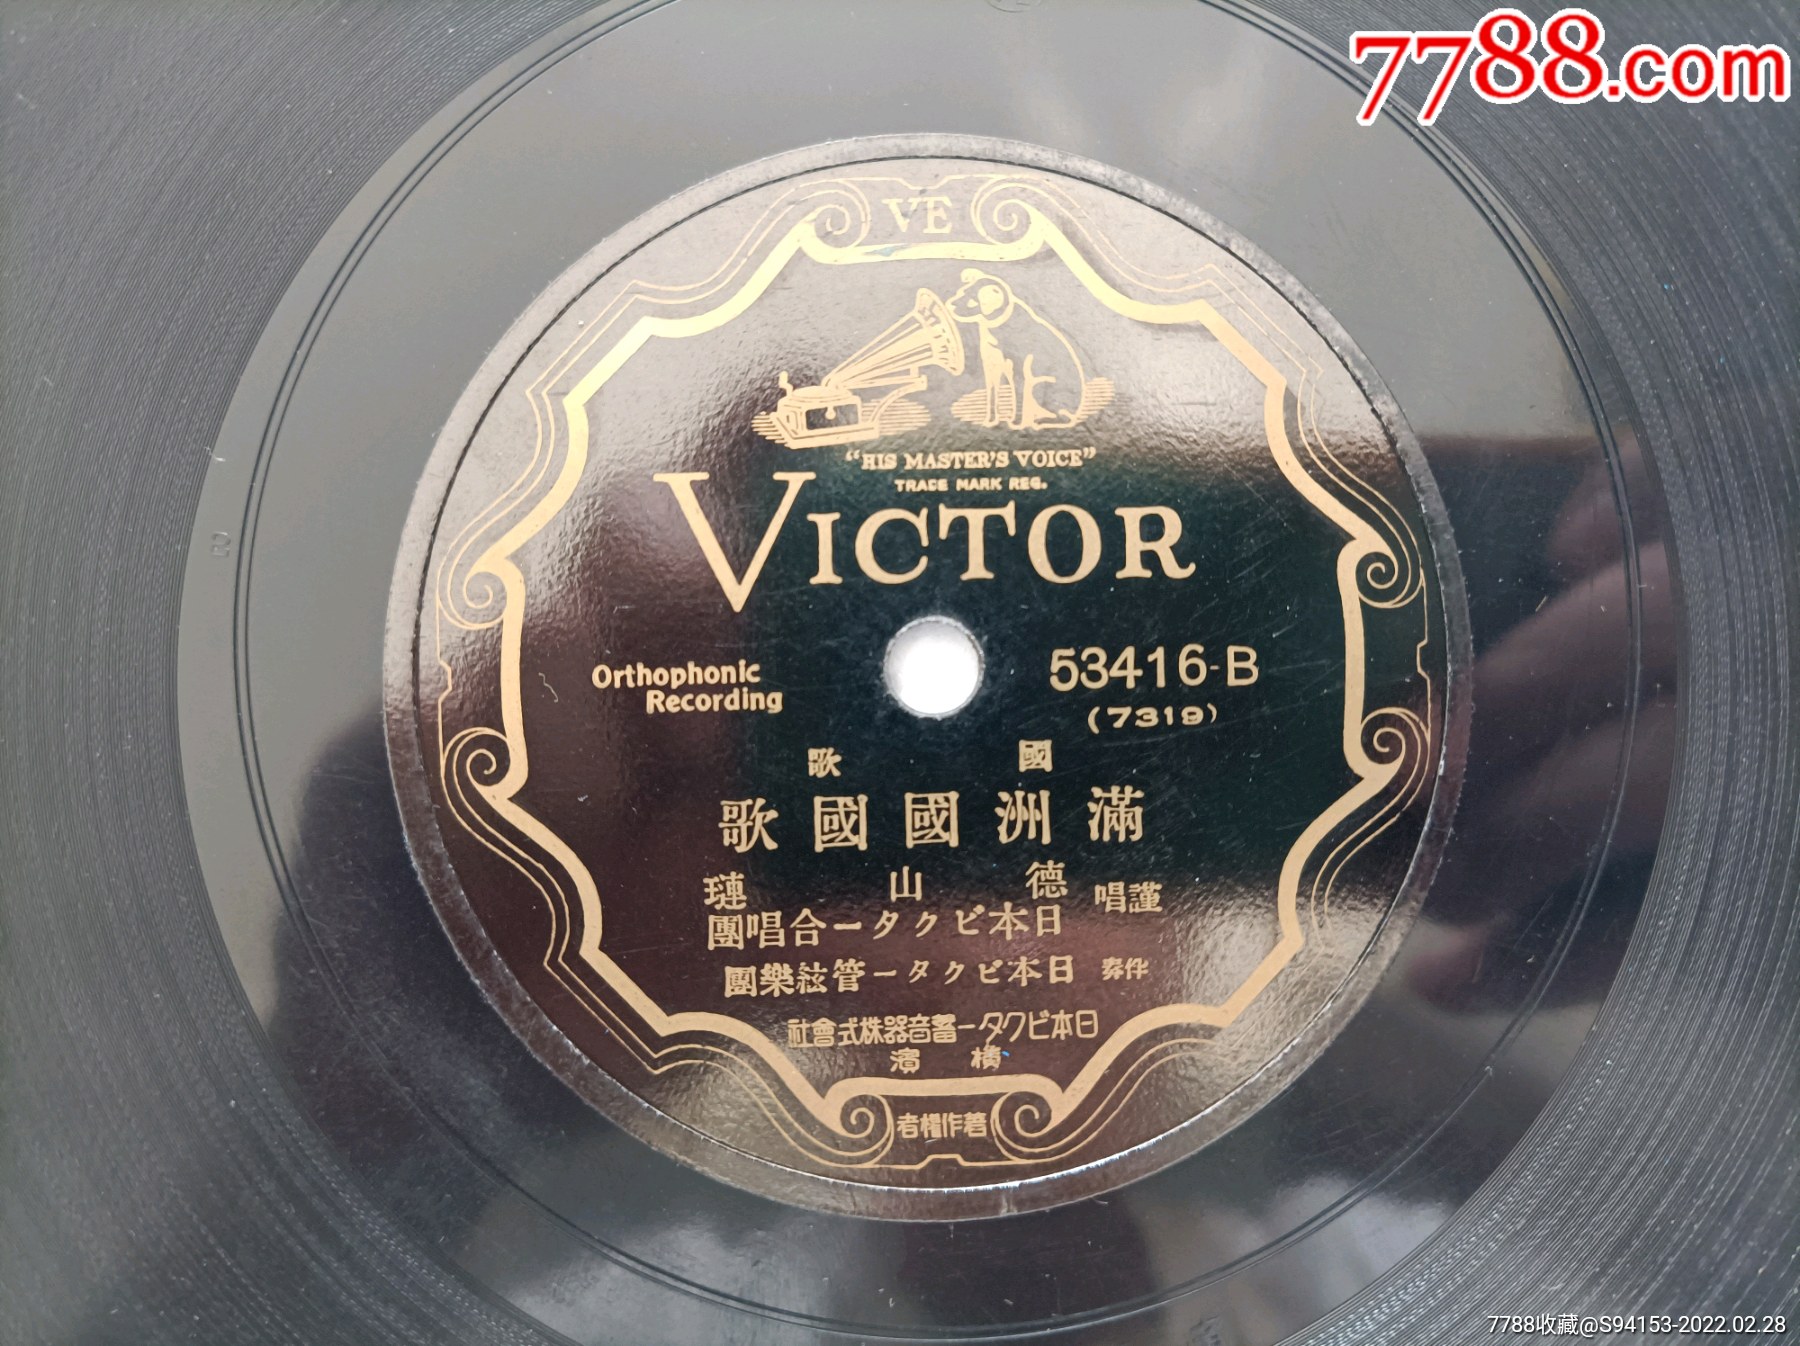 7788.com
VE
"HIS MASTER'S VOICE"
TRADE MARK REG.
VICTOR
Orthophonic
Recording
53416-B
(7319)
國歌
滿洲國國歌
謹唱
德山璉
日本ビクター合唱團
伴奏 日本ビクター管絃樂團
日本ビクター蓄音器株式會社
横濱
著作權者
7788收藏@S94153-2022.02.28